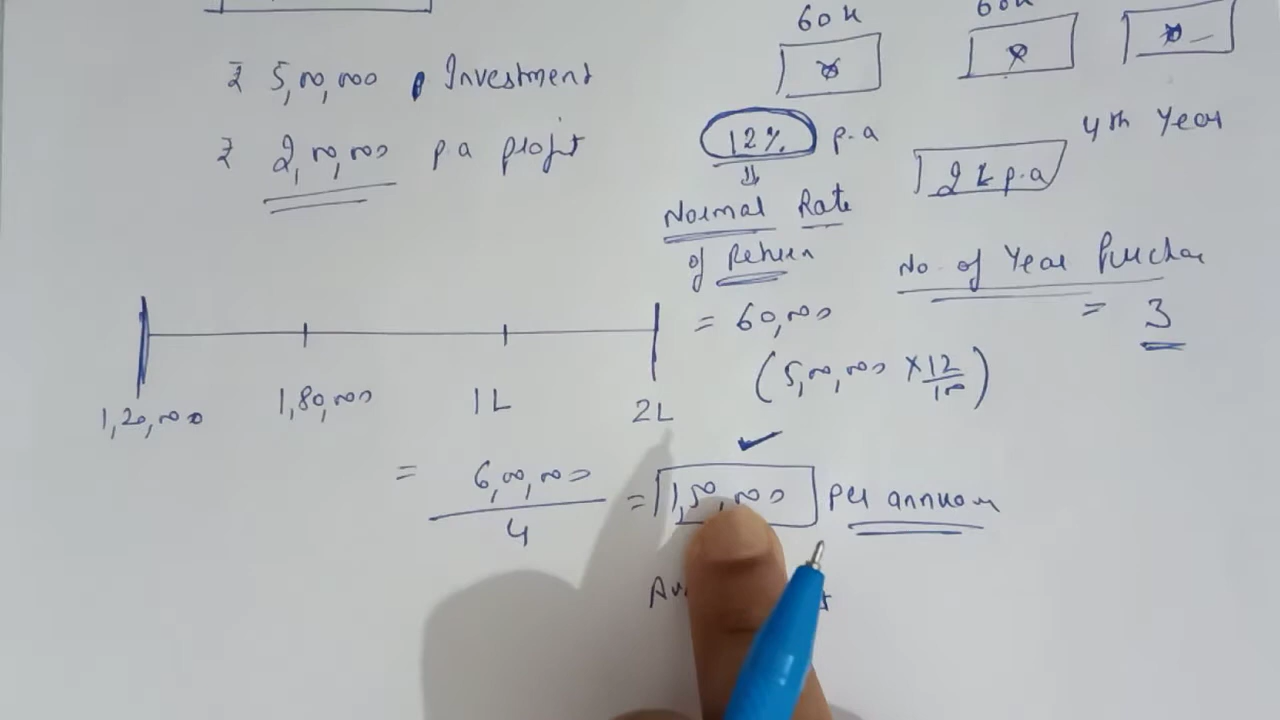 ₹ 5,00,000 Investment
₹ 2,00,000 p.a profit
60K
60K
12% p.a
4th Year
2L p.a
Normal Rate
of Return
= 60,000
(5,00,000 × 12/100)
No. of Year Purchas
= 3
1,20,000 1,80,000 1L 2L
= 6,00,000 / 4 = 1,50,000 per annum